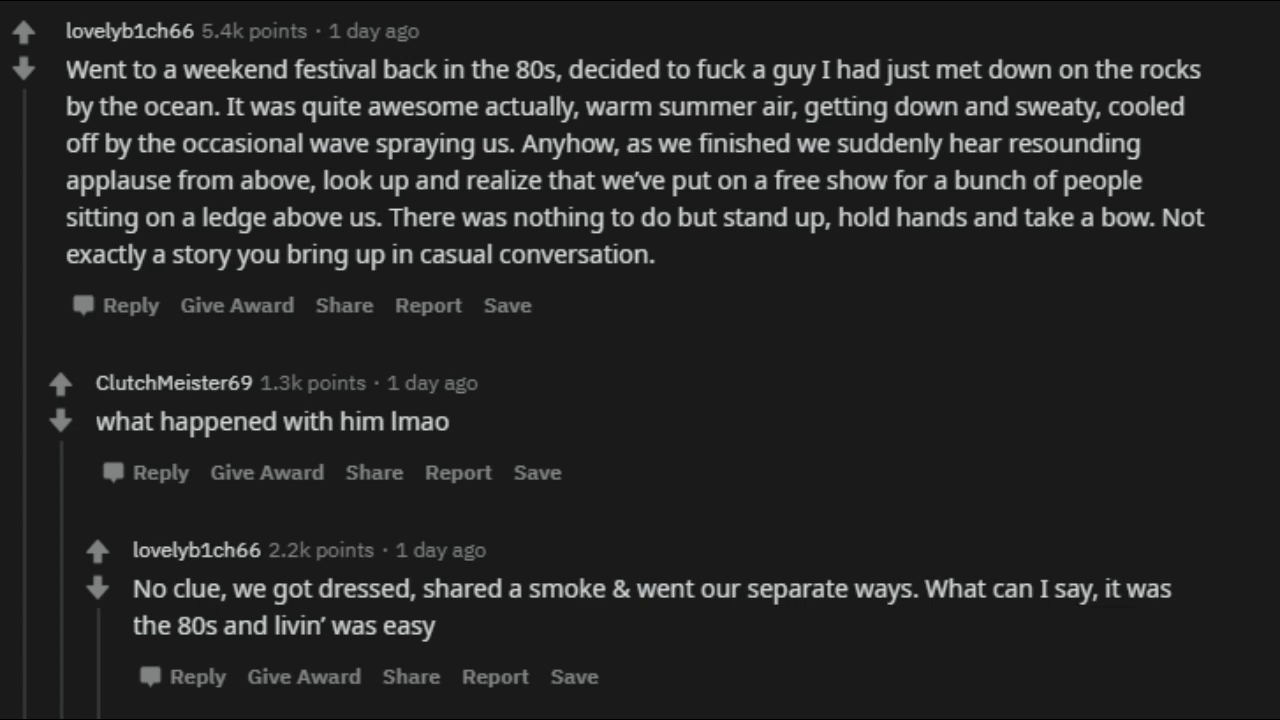 lovelyb1ch66 5.4k points · 1 day ago
Went to a weekend festival back in the 80s, decided to fuck a guy I had just met down on the rocks
by the ocean. It was quite awesome actually, warm summer air, getting down and sweaty, cooled
off by the occasional wave spraying us. Anyhow, as we finished we suddenly hear resounding
applause from above, look up and realize that we’ve put on a free show for a bunch of people
sitting on a ledge above us. There was nothing to do but stand up, hold hands and take a bow. Not
exactly a story you bring up in casual conversation.
Reply Give Award Share Report Save
ClutchMeister69 1.3k points · 1 day ago
what happened with him lmao
Reply Give Award Share Report Save
lovelyb1ch66 2.2k points · 1 day ago
No clue, we got dressed, shared a smoke & went our separate ways. What can I say, it was
the 80s and livin’ was easy
Reply Give Award Share Report Save